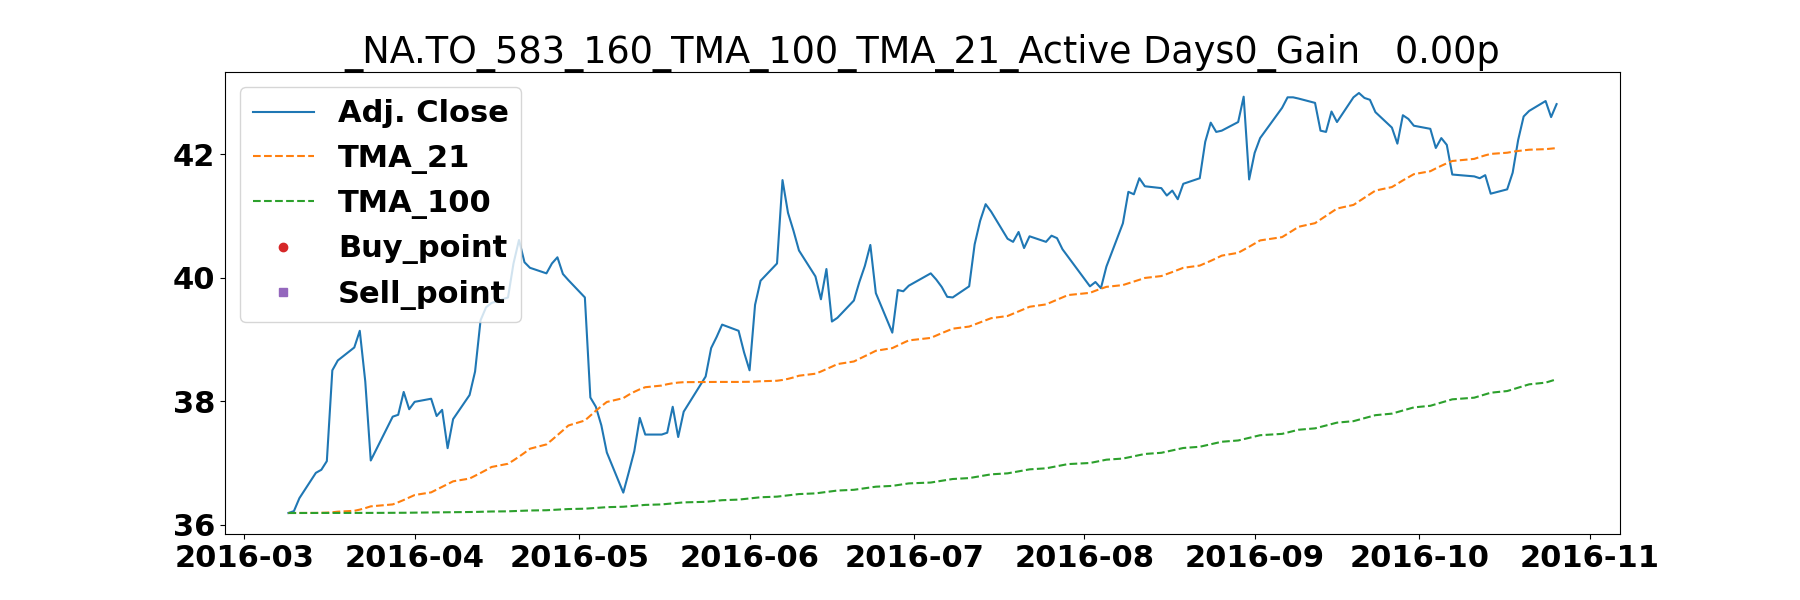 _NA.TO_583_160_TMA_100_TMA_21_Active Days0_Gain   0.00p
Adj. Close
TMA_21
TMA_100
Buy_point
Sell_point
42
40
38
36
2016-03 2016-04 2016-05 2016-06 2016-07 2016-08 2016-09 2016-10 2016-11